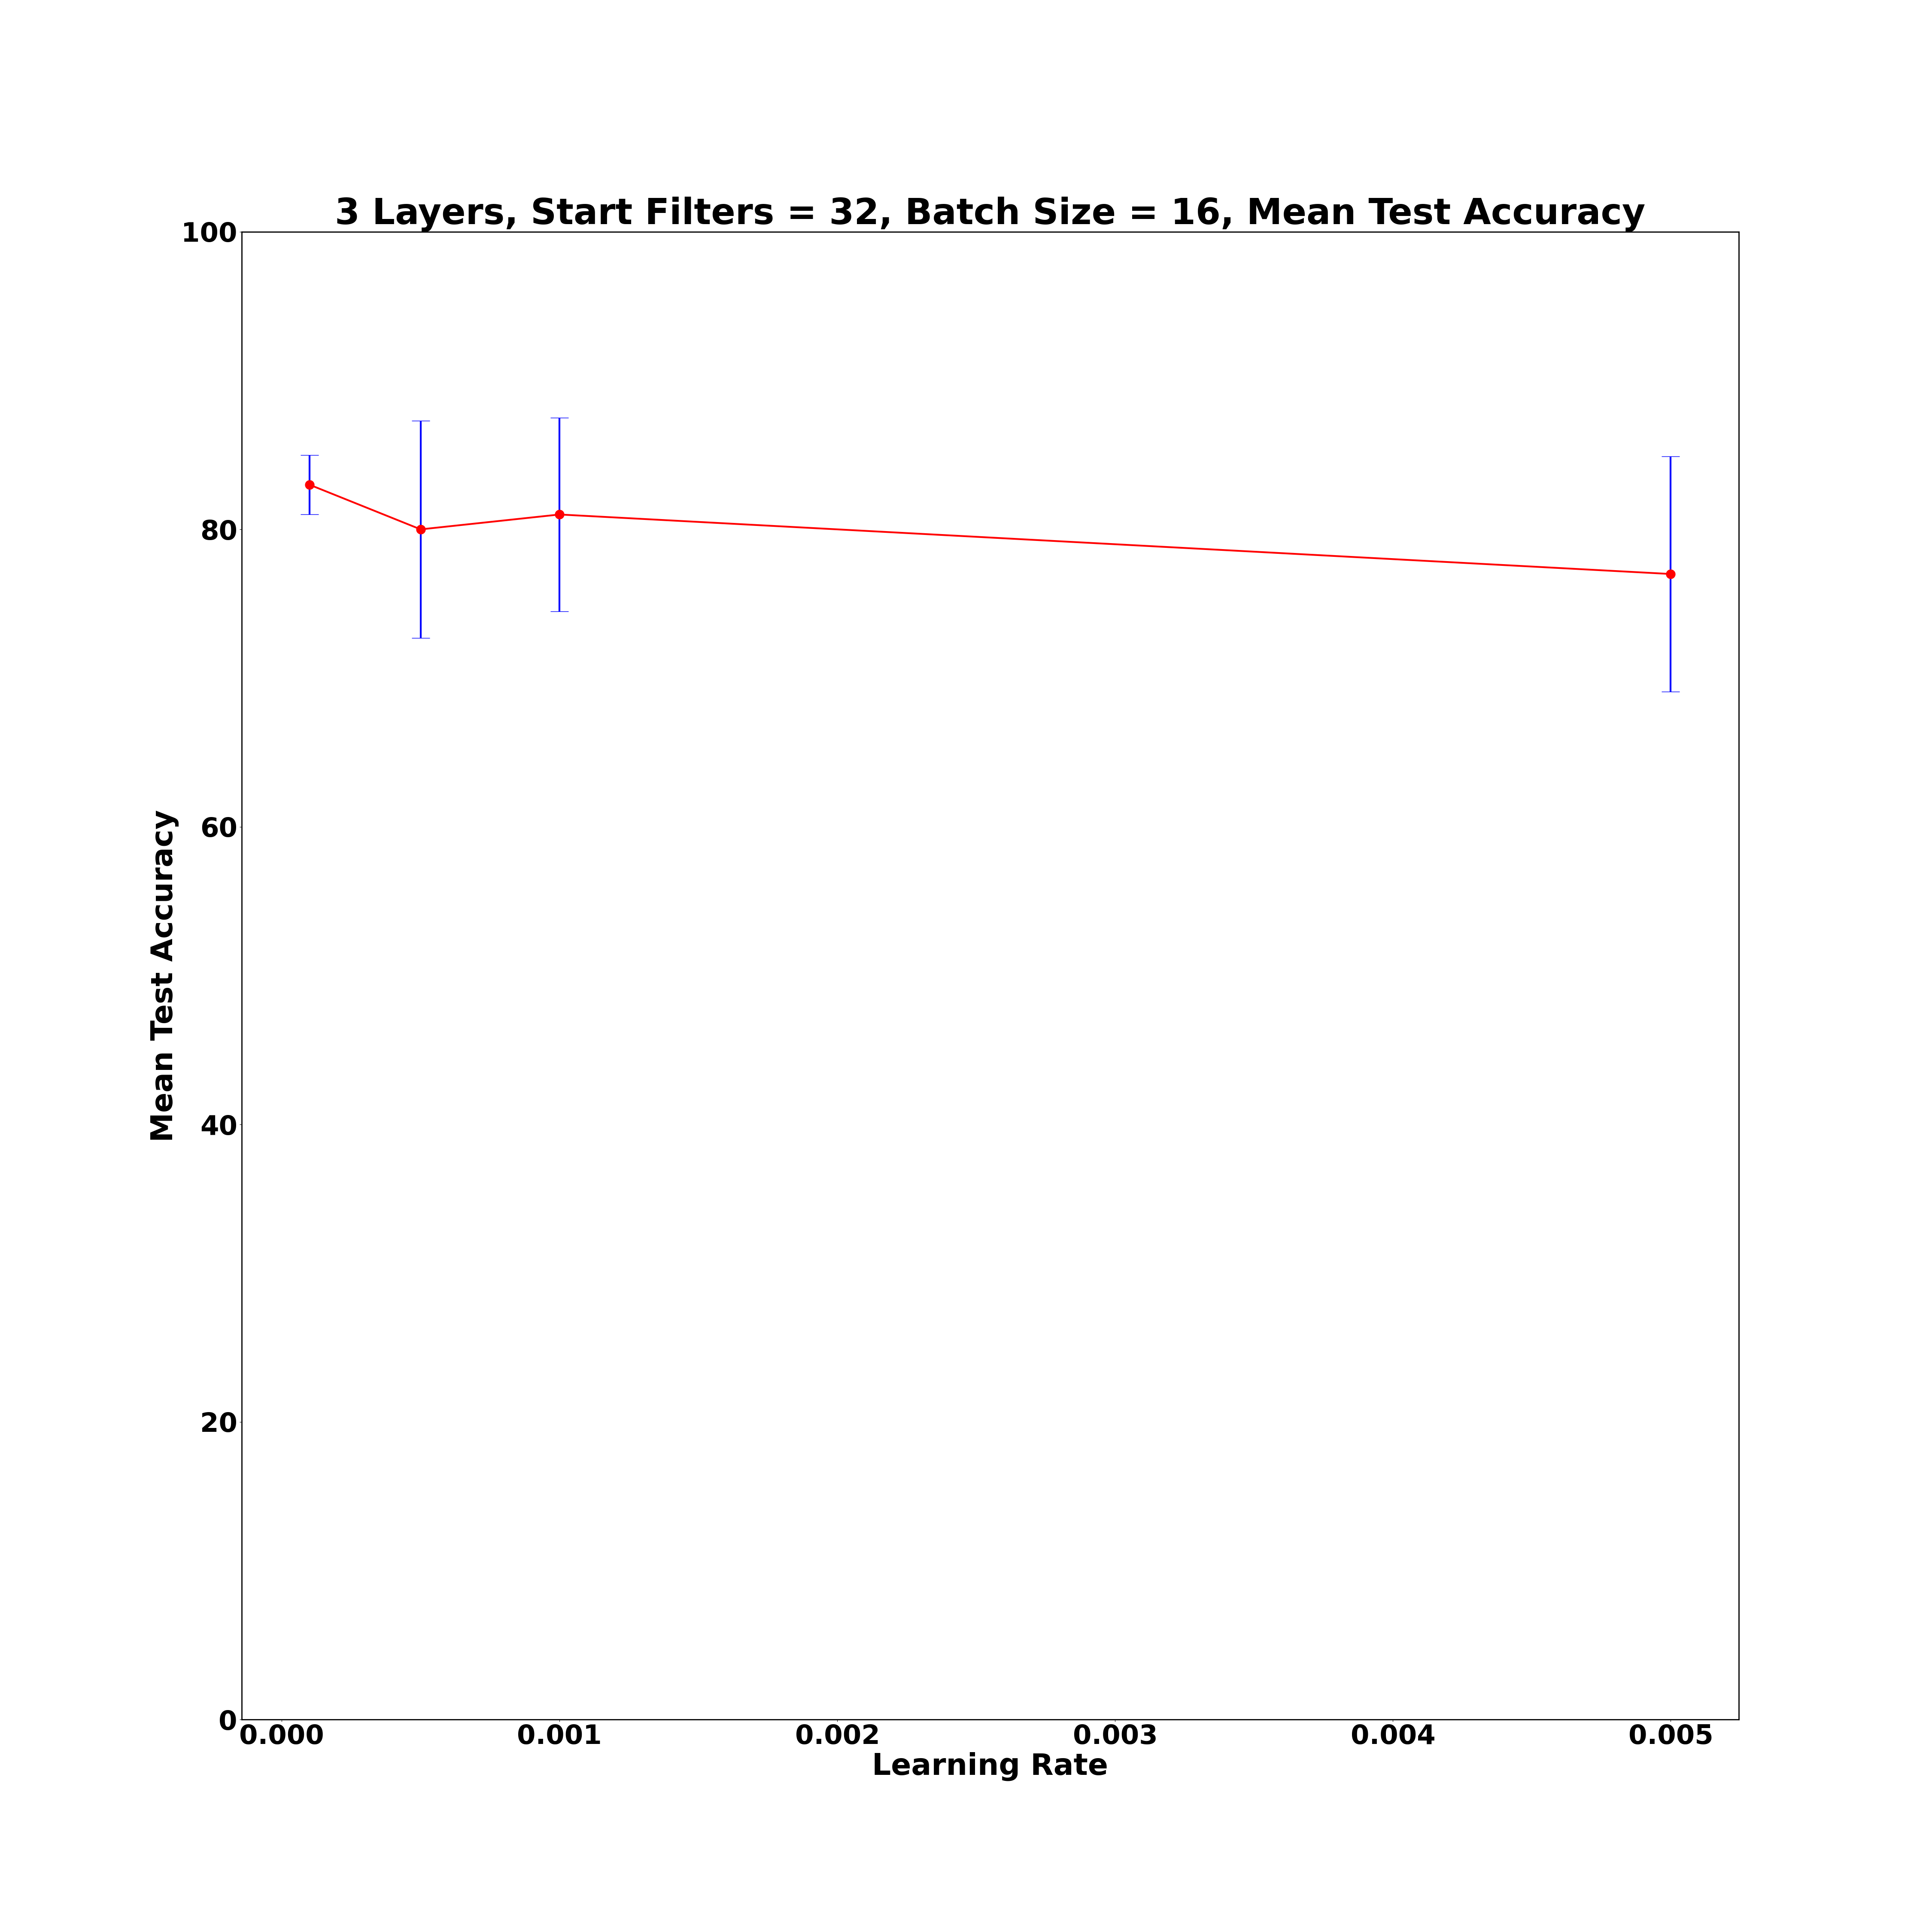 3 Layers, Start Filters = 32, Batch Size = 16, Mean Test Accuracy
100
80
60
40
20
0
Mean Test Accuracy
0.000 0.001 0.002 0.003 0.004 0.005
Learning Rate